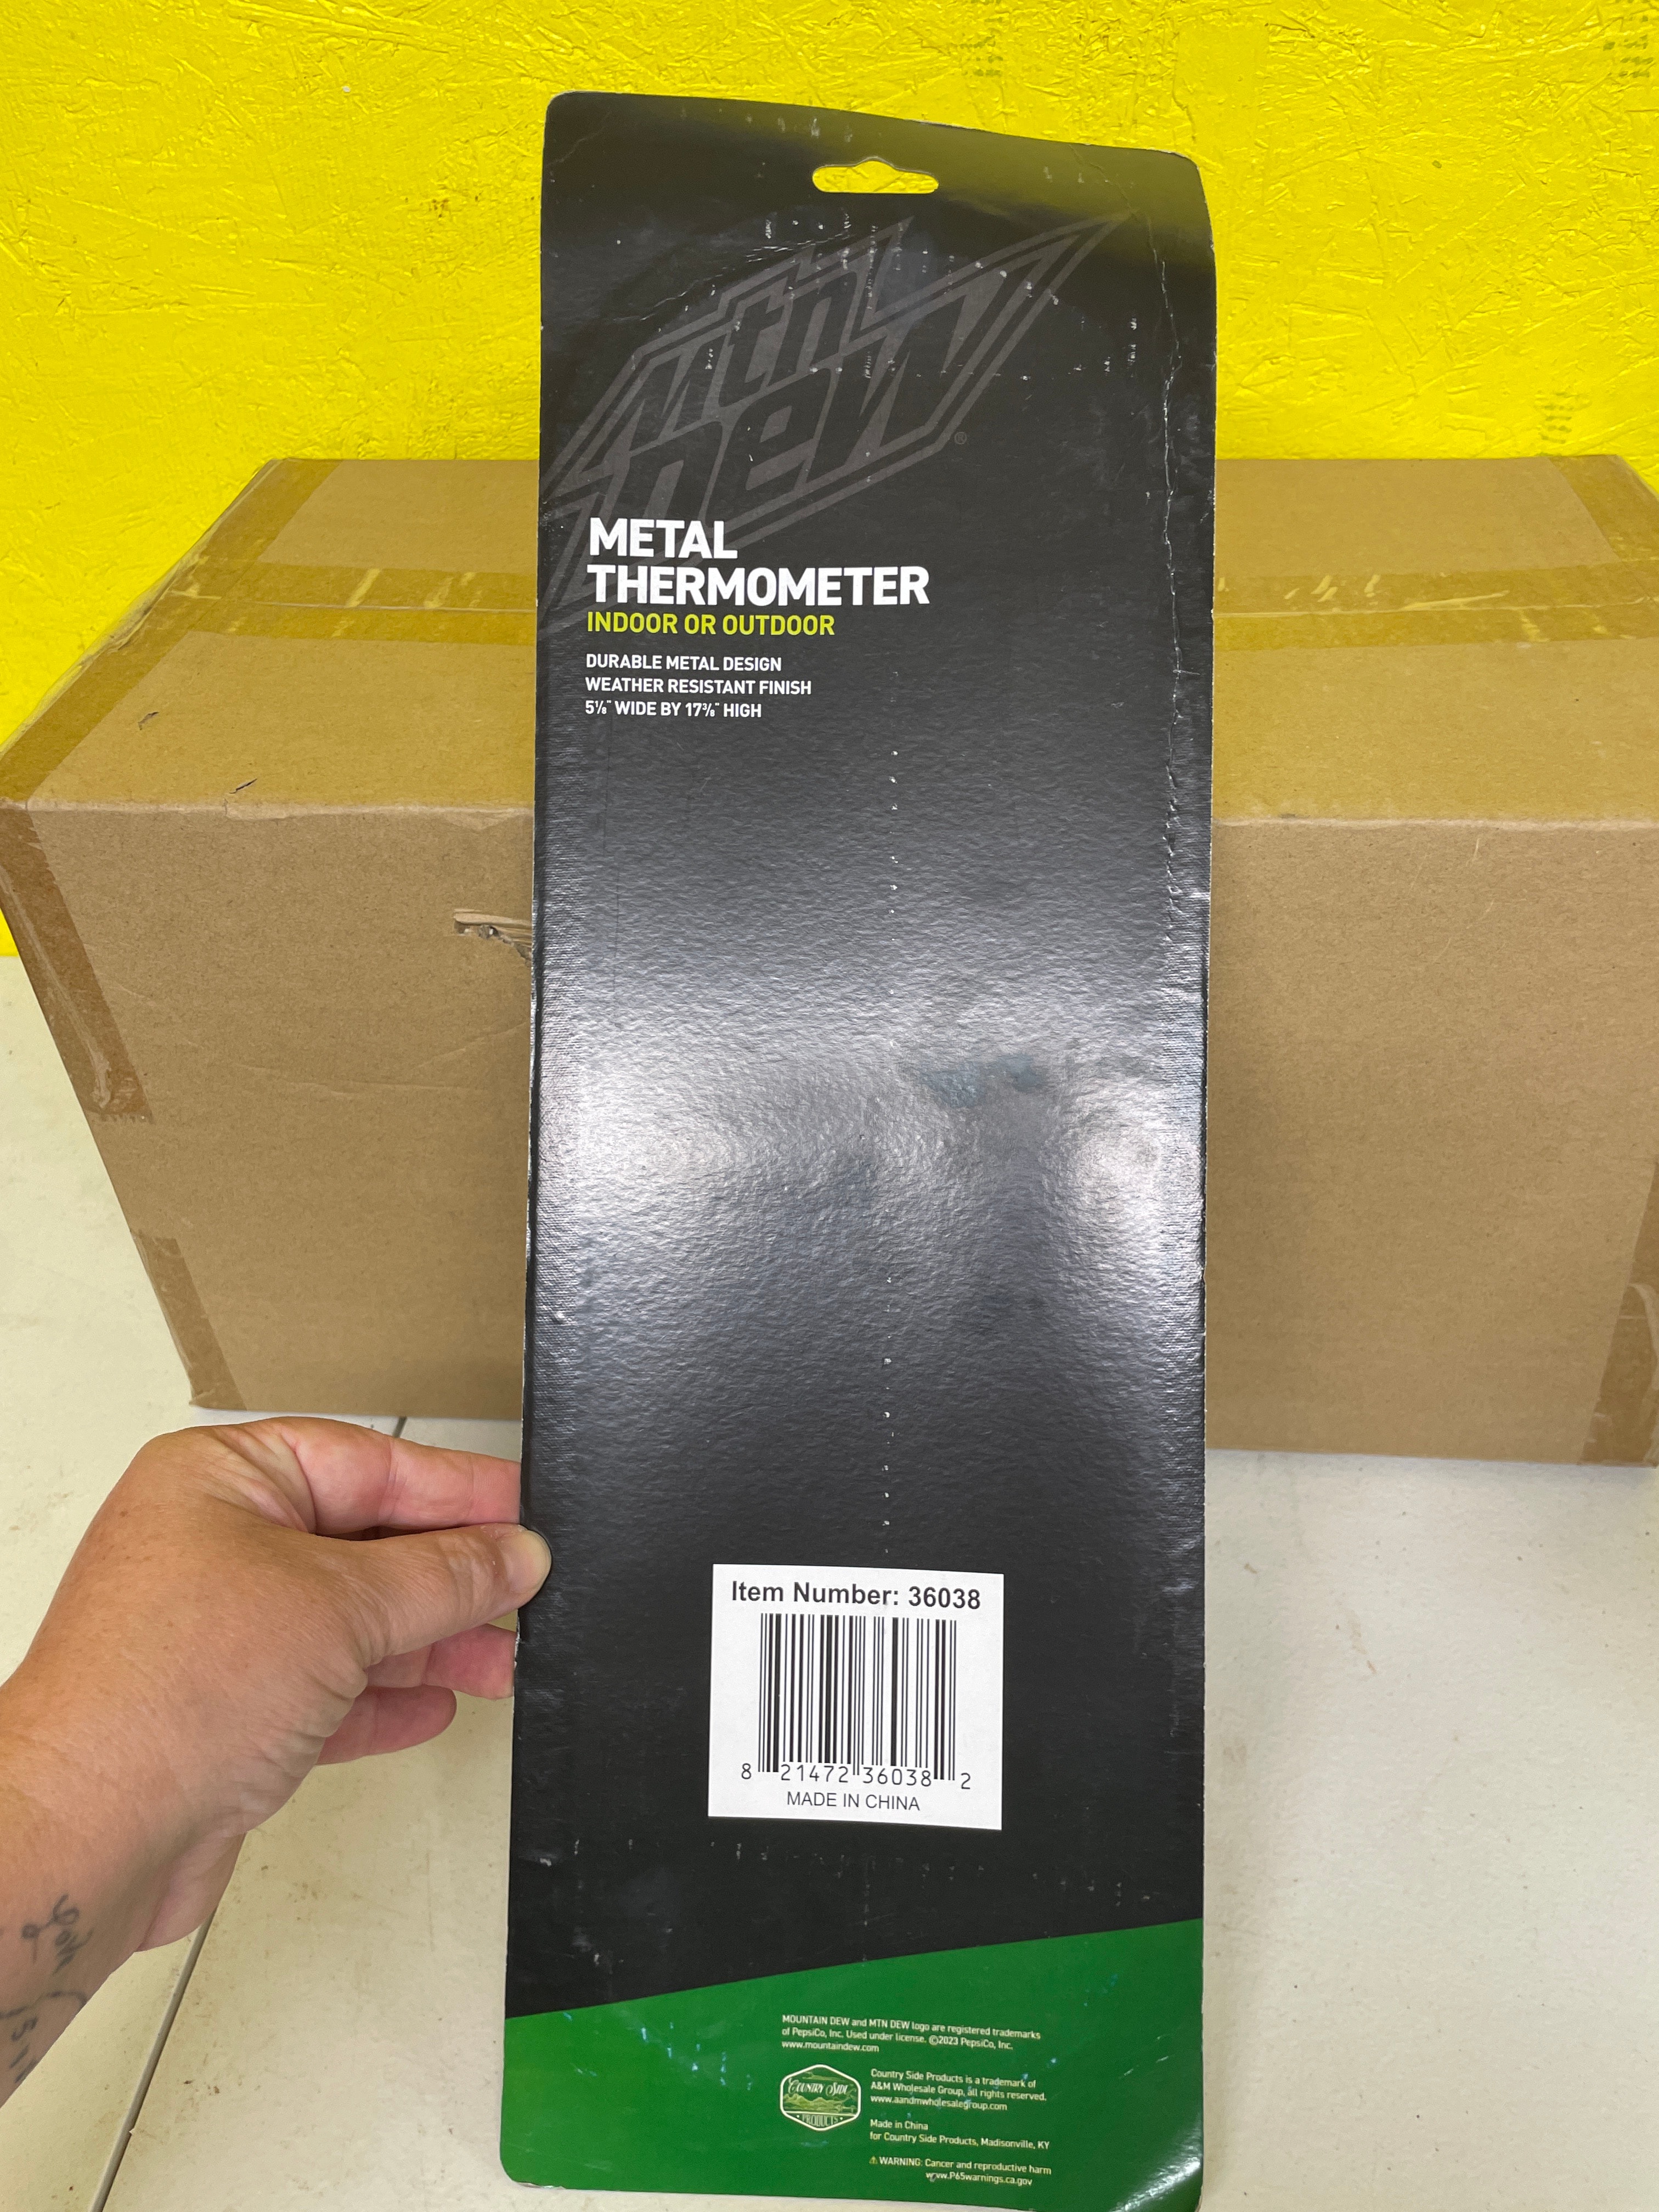 mtn
DEW
®
METAL
THERMOMETER
INDOOR OR OUTDOOR
DURABLE METAL DESIGN
WEATHER RESISTANT FINISH
5⅛" WIDE BY 17⅜" HIGH
Item Number: 36038
8 21472 36038 2
MADE IN CHINA
MOUNTAIN DEW and MTN DEW logo are registered trademarks
of PepsiCo, Inc. Used under license. ©2023 PepsiCo, Inc.
www.mountaindew.com
COUNTRY SIDE
PRODUCTS
Country Side Products is a trademark of
A&M Wholesale Group, all rights reserved.
www.aandmwholesalegroup.com
Made in China
for Country Side Products, Madisonville, KY
⚠ WARNING: Cancer and reproductive harm
www.P65warnings.ca.gov